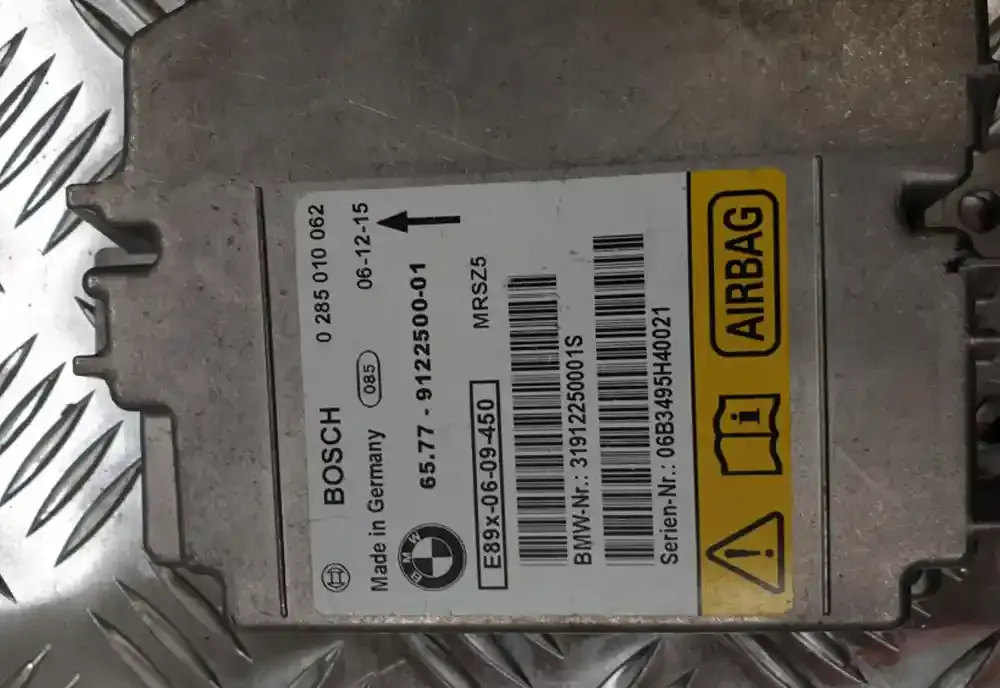 BOSCH 0 285 010 062
Made in Germany 085 06-12-15
BMW 65.77 - 9122500-01
MRSZ5
E89x-06-09-450
BMW-Nr.: 31912250001S
Serien-Nr.: 06B3495H40021
i AIRBAG